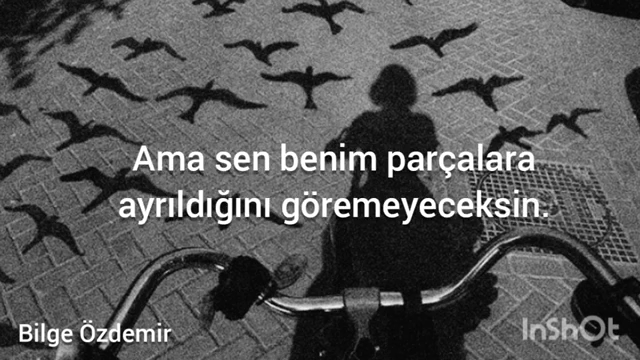 Ama sen benim parçalara
ayrıldığını göremeyeceksin.
Bilge Özdemir
InShOt